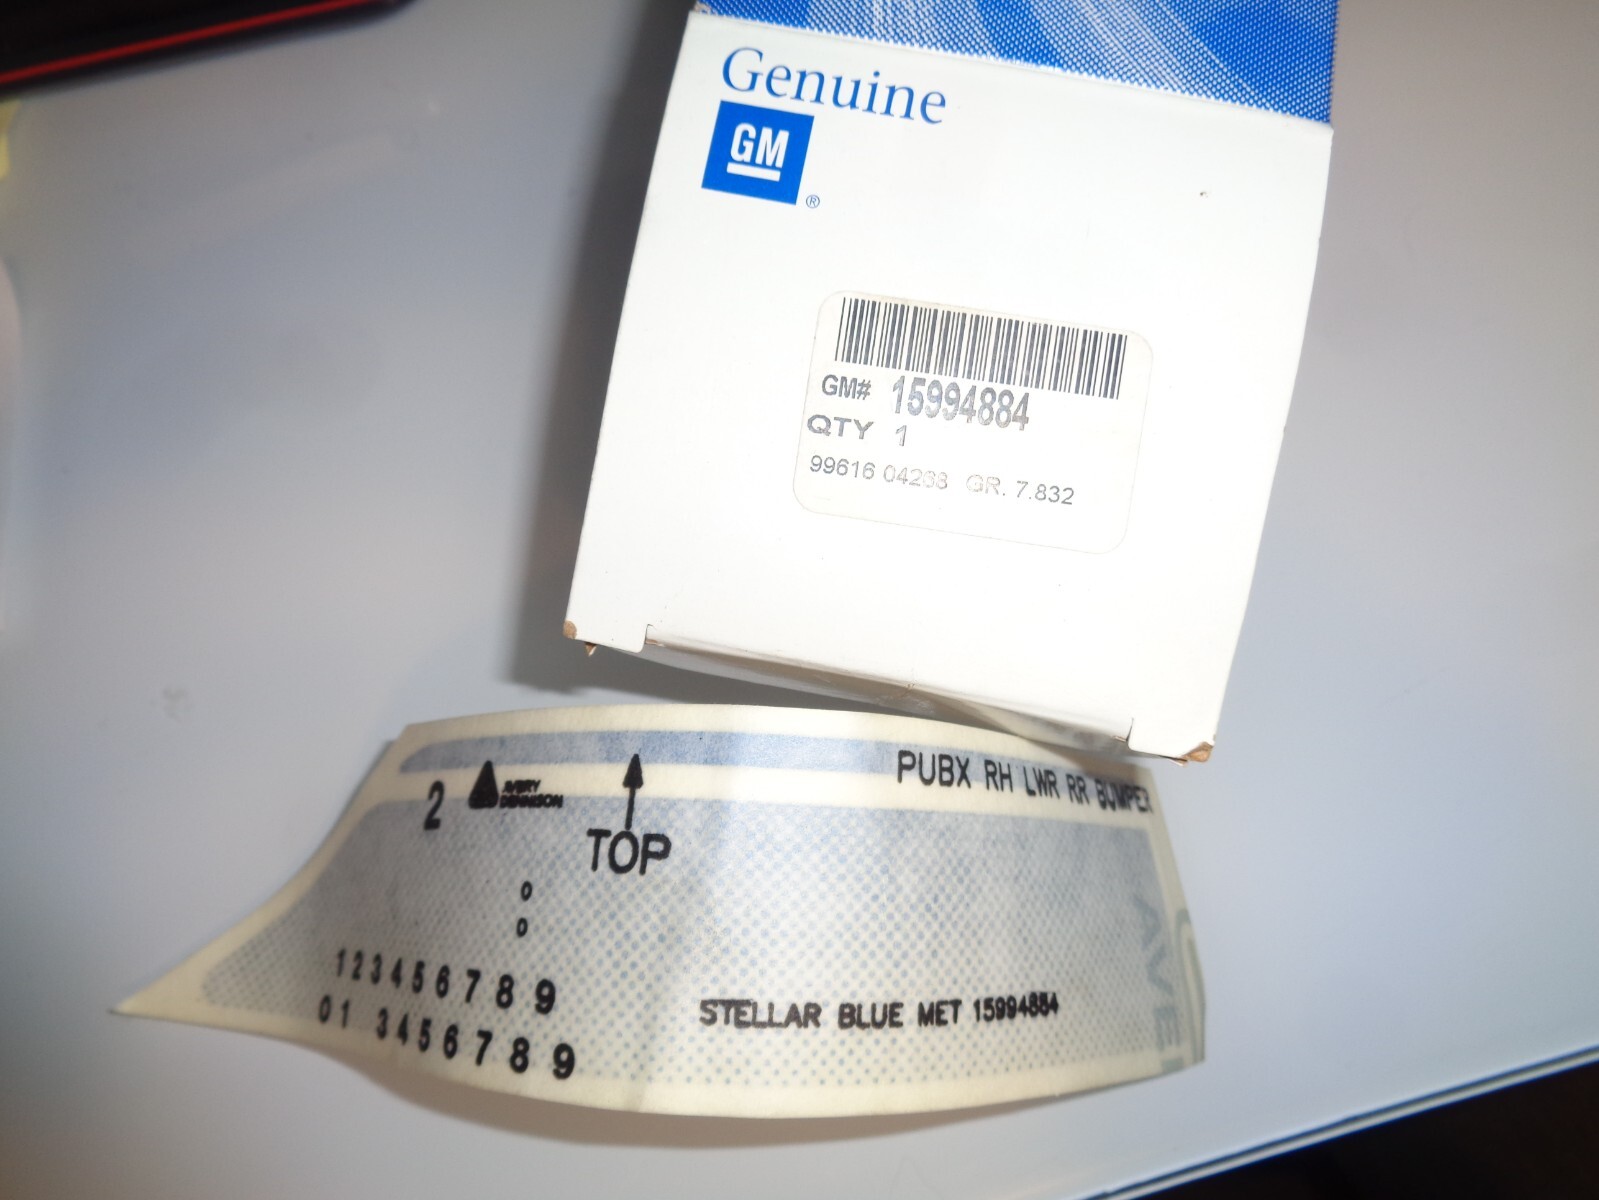 Genuine
GM
®
GM# 15994884
QTY 1
99616 04268 GR. 7.832
PUBX RH LWR RR BUMPER
2
AVERY
DENNISON
TOP
1 2 3 4 5 6 7 8 9
0 1 3 4 5 6 7 8 9
STELLAR BLUE MET 15994884